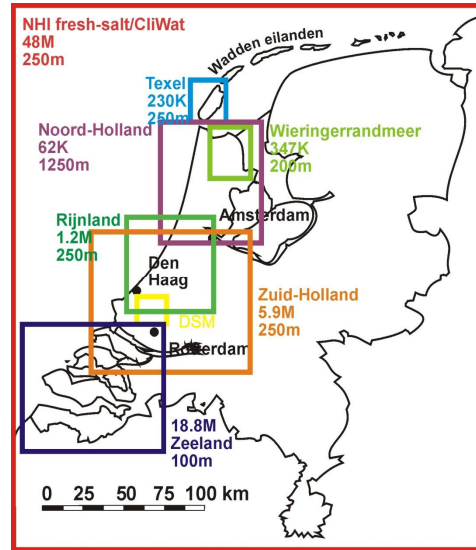 NHI fresh-salt/CliWat
48M
250m
Wadden eilanden
Texel
230K
250m
Noord-Holland
62K
1250m
Wieringerrandmeer
347K
200m
Rijnland
1.2M
250m
Amsterdam
Den
Haag
Zuid-Holland
5.9M
250m
DSM
Rotterdam
18.8M
Zeeland
100m
0 25 50 75 100 km